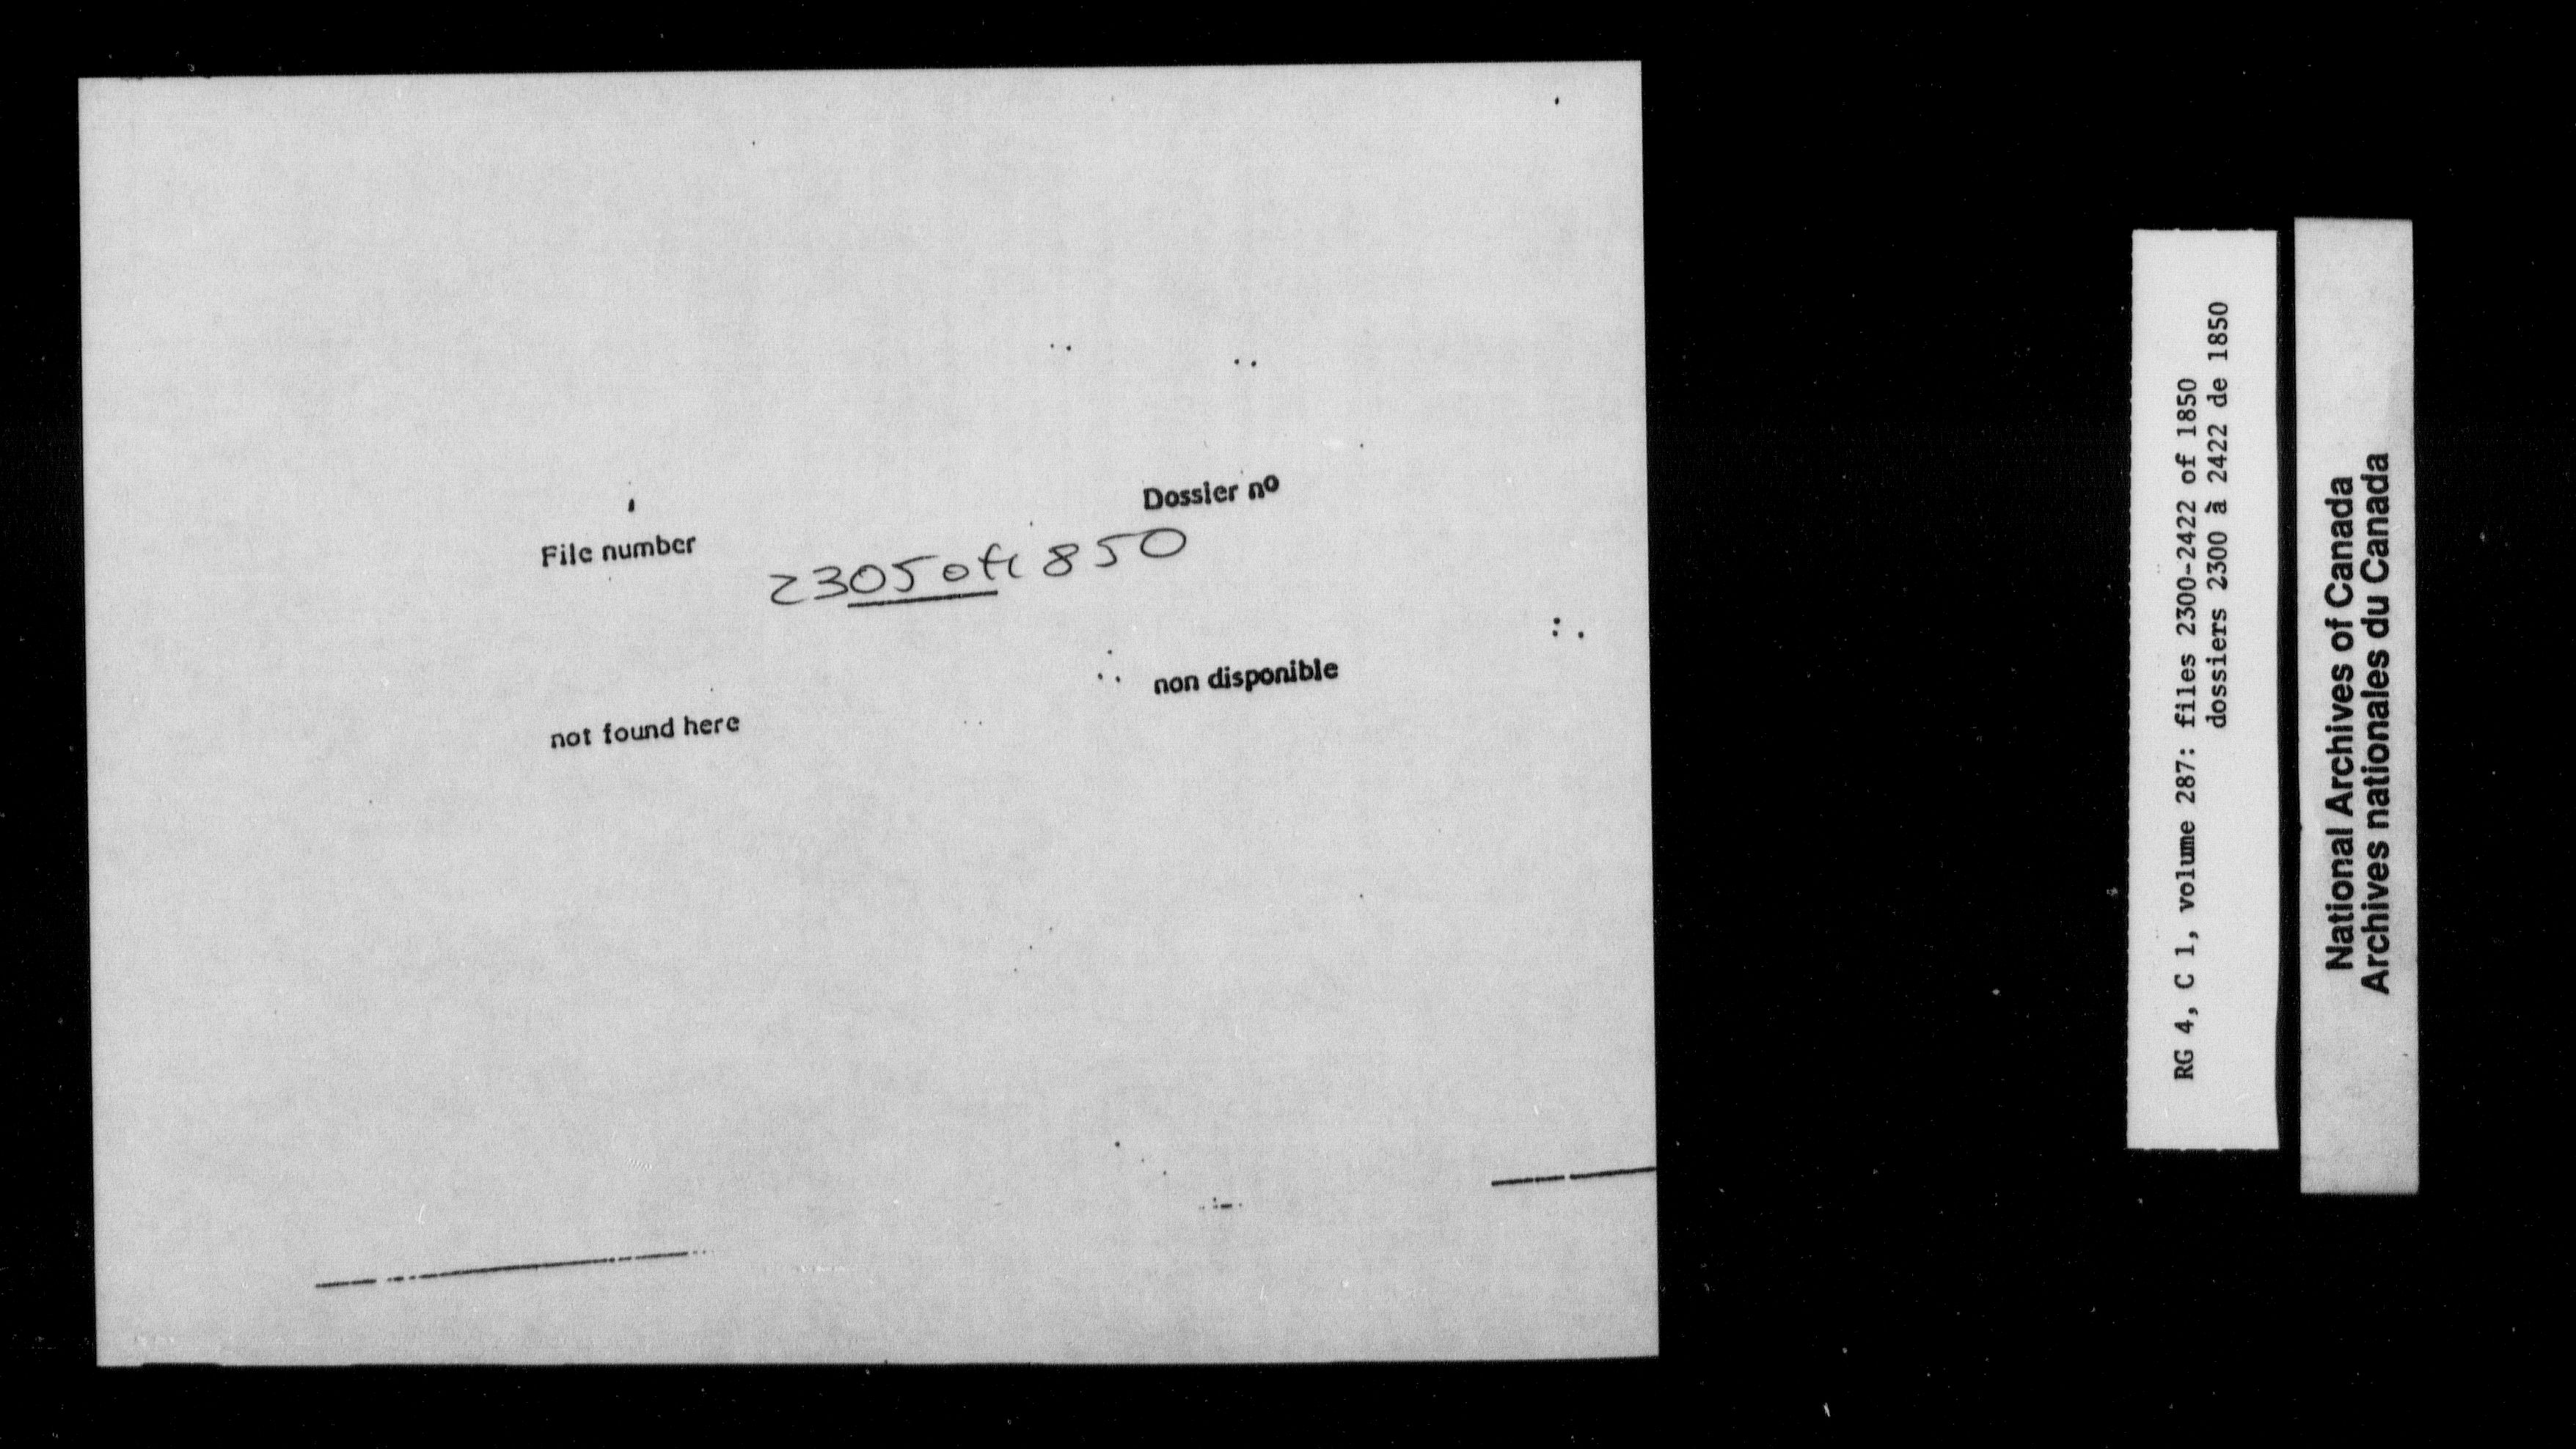 File number
Dossier nº
2305 of 1850
not found here
non disponible
RG 4, C 1, volume 287: files 2300-2422 of 1850
dossiers 2300 à 2422 de 1850
National Archives of Canada
Archives nationales du Canada